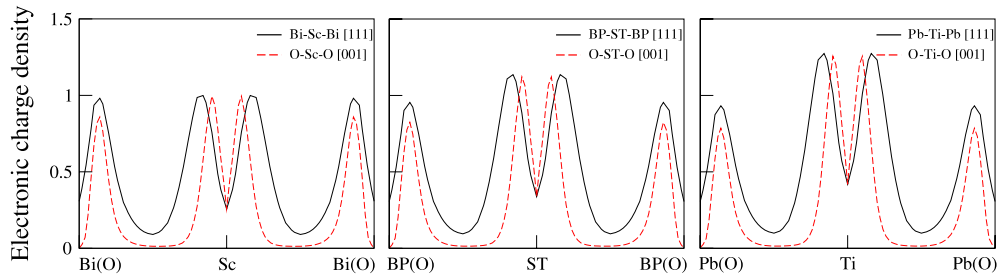 Electronic charge density
1.5
1
0.5
0
Bi-Sc-Bi [111]
O-Sc-O [001]
Bi(O) Sc Bi(O)
BP-ST-BP [111]
O-ST-O [001]
BP(O) ST BP(O)
Pb-Ti-Pb [111]
O-Ti-O [001]
Pb(O) Ti Pb(O)